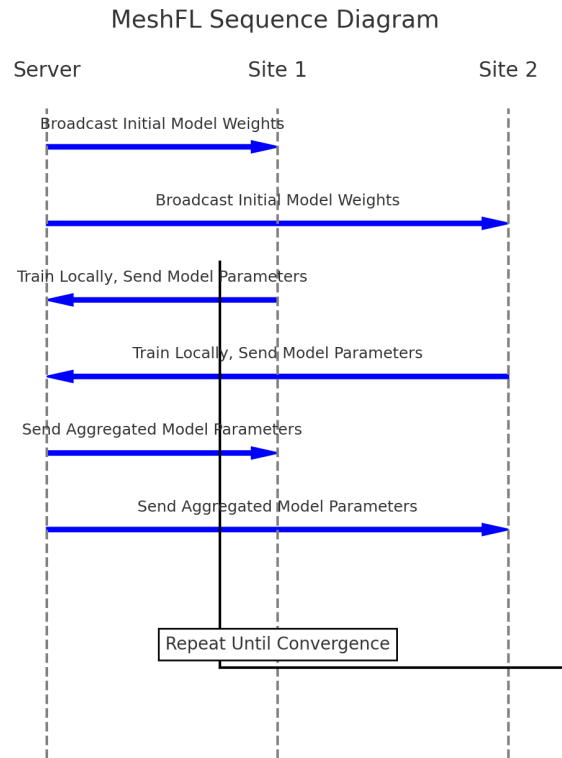 MeshFL Sequence Diagram
Server
Site 1
Site 2
Broadcast Initial Model Weights
Broadcast Initial Model Weights
Train Locally, Send Model Parameters
Train Locally, Send Model Parameters
Send Aggregated Model Parameters
Send Aggregated Model Parameters
Repeat Until Convergence